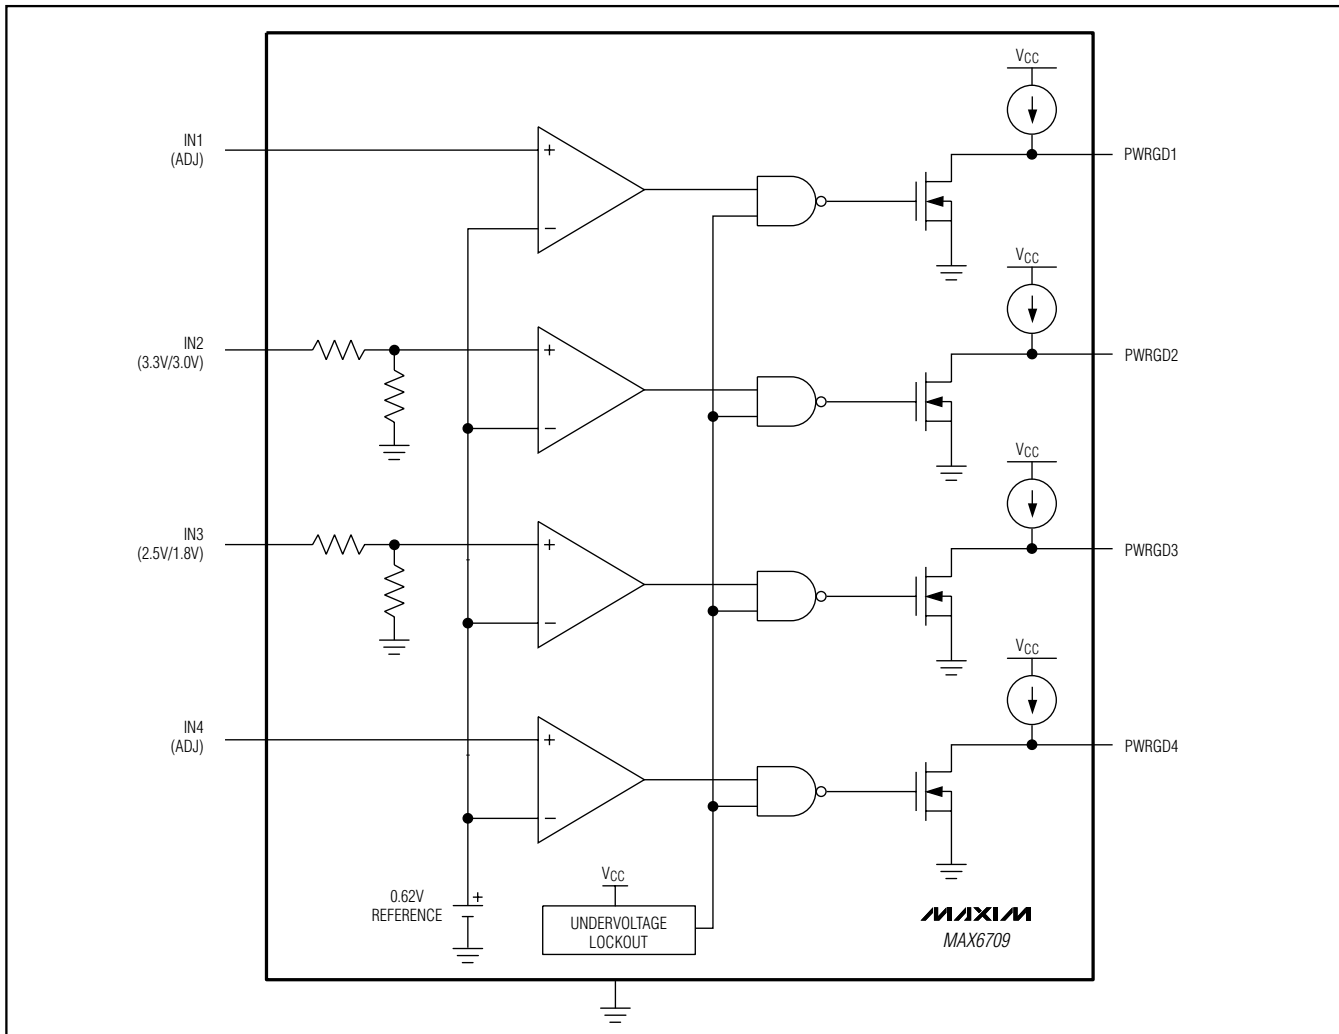 VCC
IN1
(ADJ)
+
−
PWRGD1
VCC
IN2
(3.3V/3.0V)
+
−
PWRGD2
VCC
IN3
(2.5V/1.8V)
+
−
PWRGD3
VCC
IN4
(ADJ)
+
−
PWRGD4
0.62V
REFERENCE
+
VCC
UNDERVOLTAGE
LOCKOUT
MAXIM
MAX6709